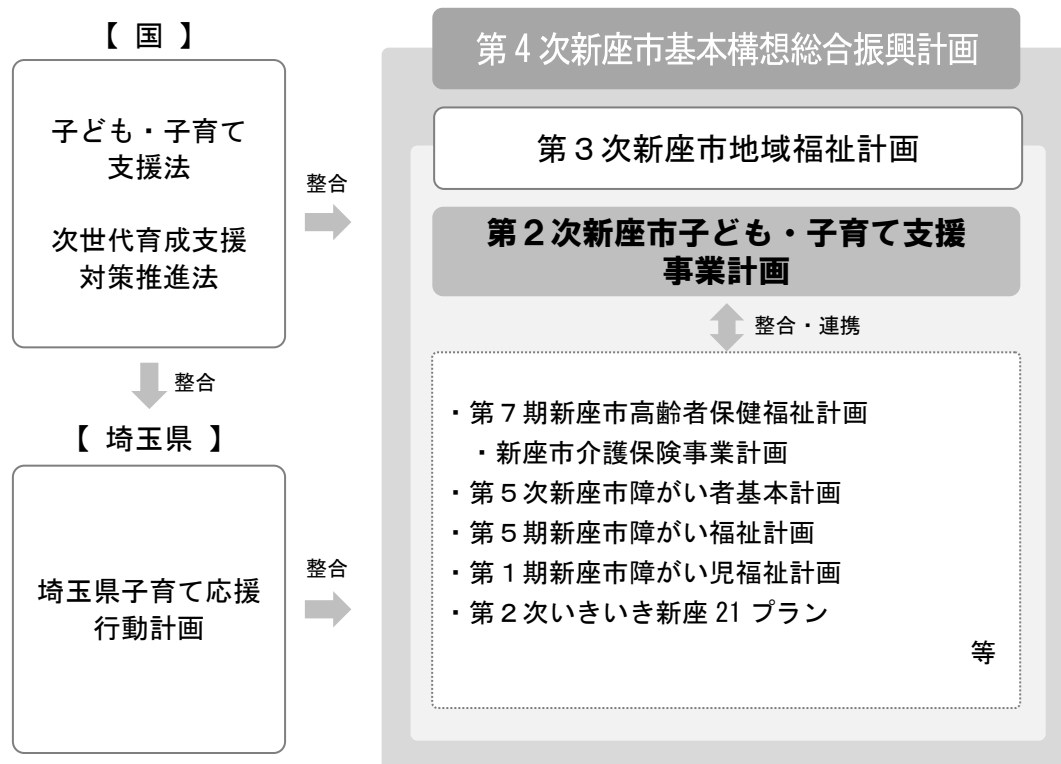 【 国 】
子ども・子育て
支援法
次世代育成支援
対策推進法
整合
整合
【 埼玉県 】
埼玉県子育て応援
行動計画
整合
第４次新座市基本構想総合振興計画
第３次新座市地域福祉計画
第２次新座市子ども・子育て支援
事業計画
整合・連携
・第７期新座市高齢者保健福祉計画
・新座市介護保険事業計画
・第５次新座市障がい者基本計画
・第５期新座市障がい福祉計画
・第１期新座市障がい児福祉計画
・第２次いきいき新座 21 プラン
等